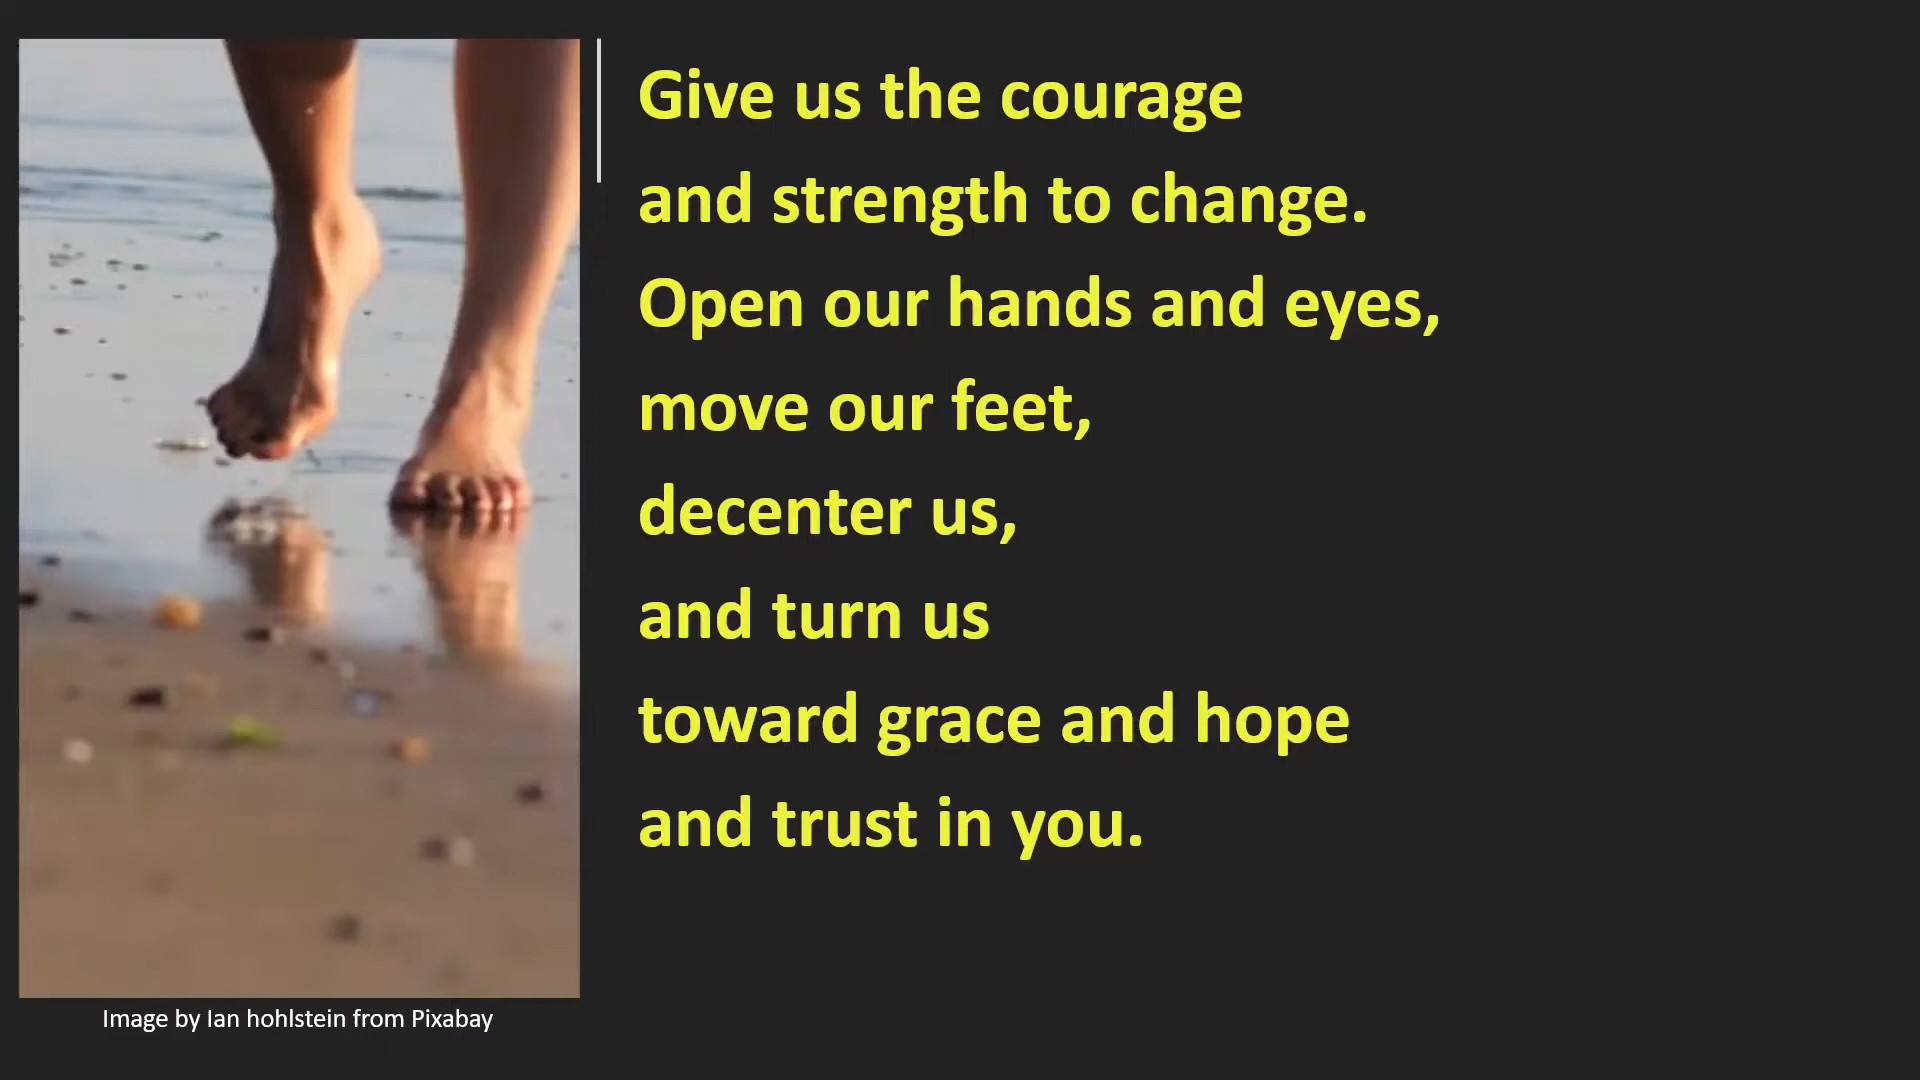 Give us the courage
and strength to change.
Open our hands and eyes,
move our feet,
decenter us,
and turn us
toward grace and hope
and trust in you.
Image by Ian hohlstein from Pixabay